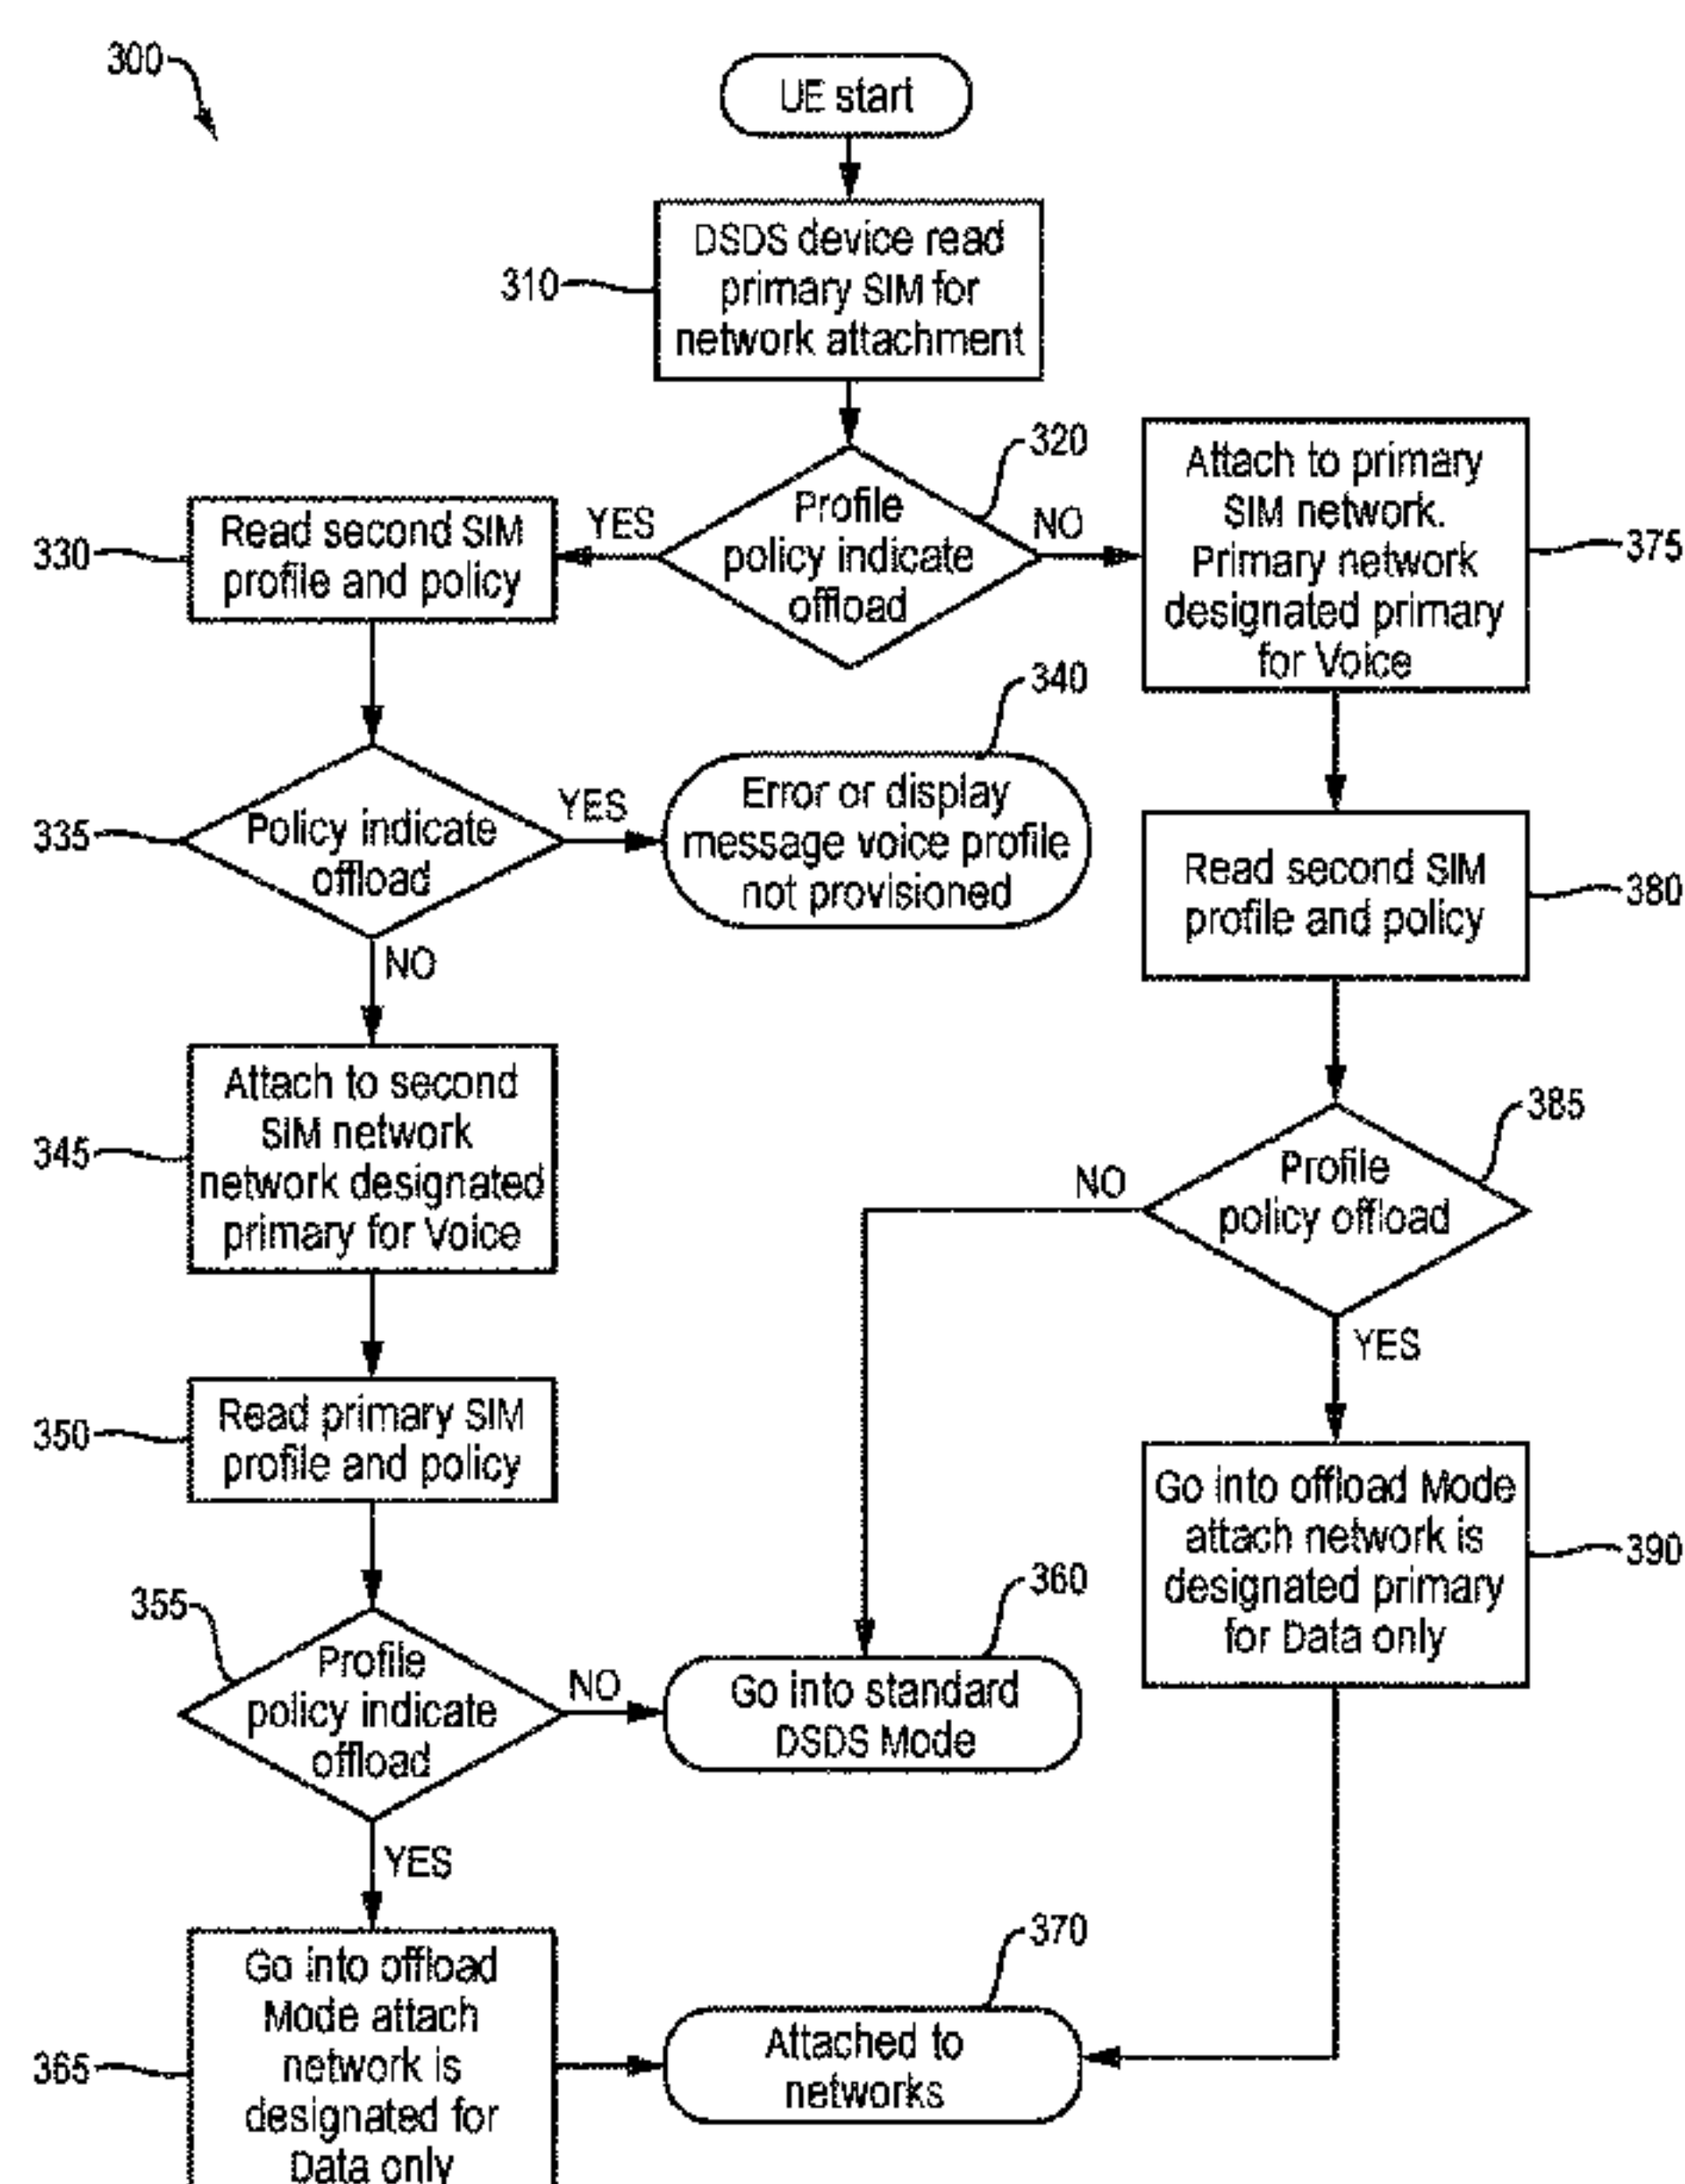 300
UE start
310
DSDS device read
primary SIM for
network attachment
320
Profile
policy indicate
offload
YES
NO
330
Read second SIM
profile and policy
Attach to primary
SIM network.
Primary network
designated primary
for Voice
375
335
Policy indicate
offload
YES
NO
340
Error or display
message voice profile
not provisioned
380
Read second SIM
profile and policy
345
Attach to second
SIM network
network designated
primary for Voice
385
Profile
policy offload
NO
YES
350
Read primary SIM
profile and policy
390
Go into offload Mode
attach network is
designated primary
for Data only
355
Profile
policy indicate
offload
NO
YES
360
Go into standard
DSDS Mode
365
Go into offload
Mode attach
network is
designated for
Data only
370
Attached to
networks